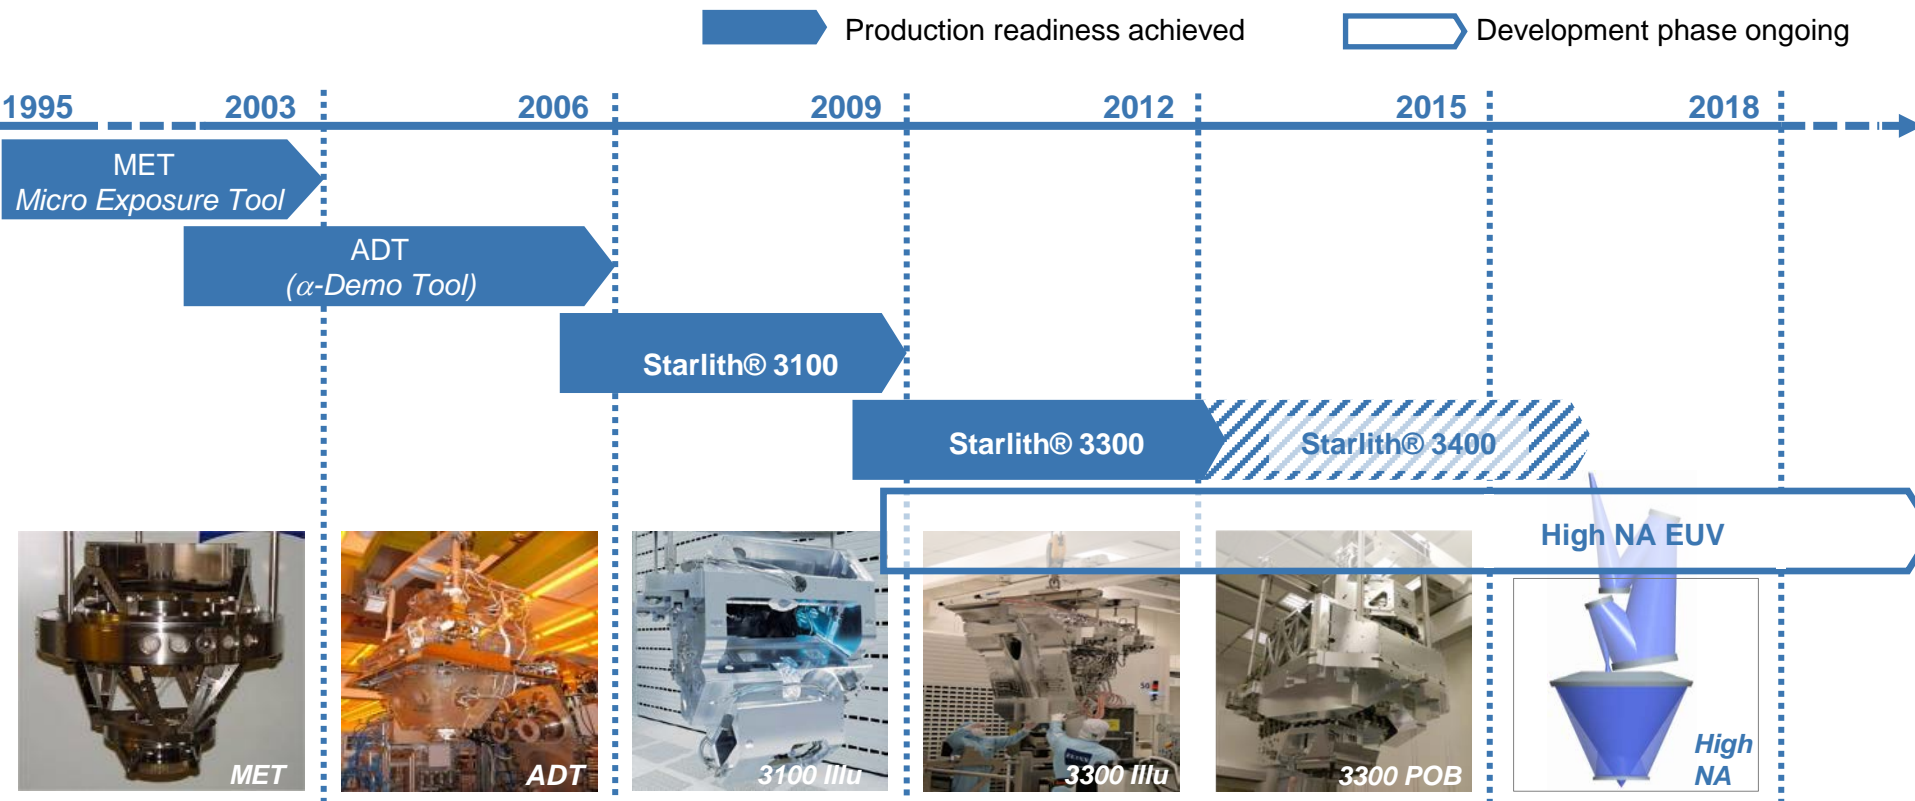 Production readiness achieved
Development phase ongoing
1995 2003 2006 2009 2012 2015 2018
MET
Micro Exposure Tool
ADT
(α-Demo Tool)
Starlith® 3100
Starlith® 3300
Starlith® 3400
High NA EUV
MET
ADT
3100 Illu
3300 Illu
3300 POB
High
NA